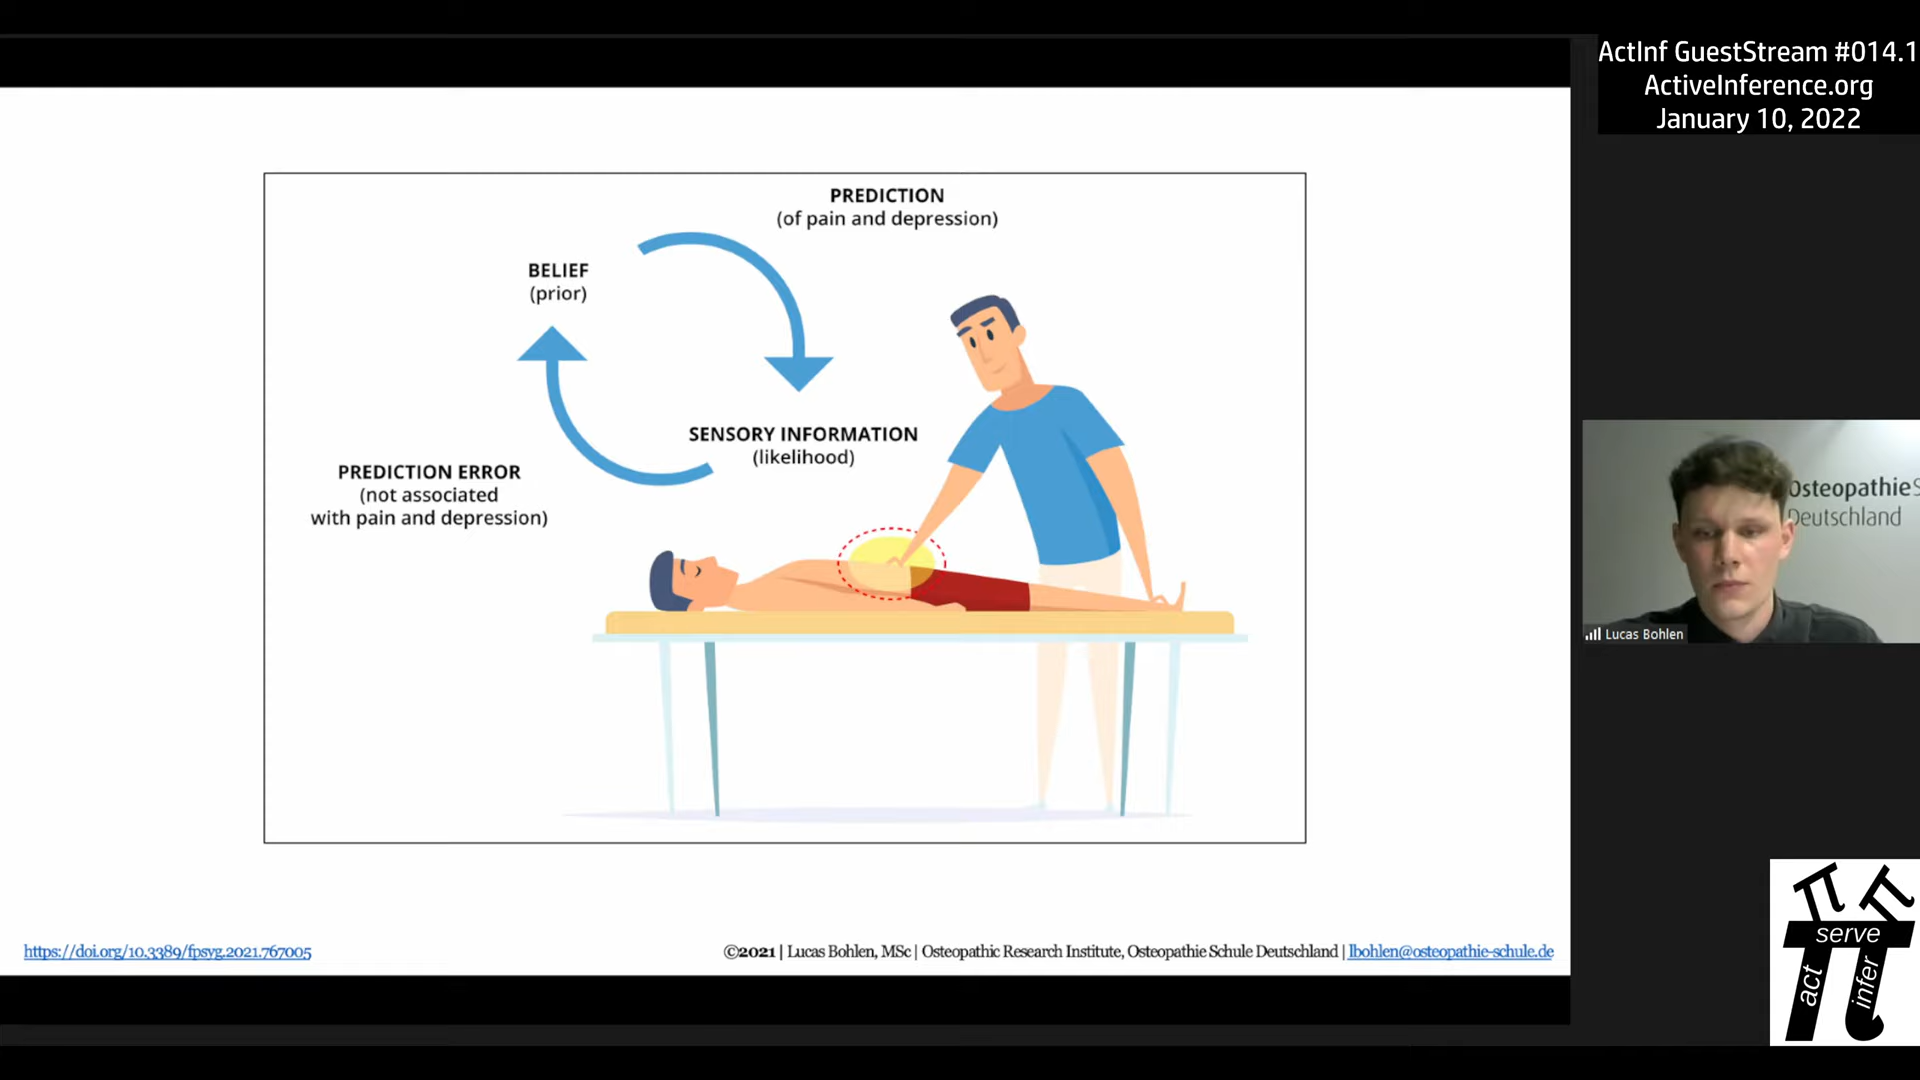 ActInf GuestStream #014.1
ActiveInference.org
January 10, 2022
PREDICTION
(of pain and depression)
BELIEF
(prior)
SENSORY INFORMATION
(likelihood)
PREDICTION ERROR
(not associated
with pain and depression)
Osteopathie
Deutschland
Lucas Bohlen
https://doi.org/10.3389/fpsyg.2021.767005
©2021 | Lucas Bohlen, MSc | Osteopathic Research Institute, Osteopathie Schule Deutschland | lbohlen@osteopathie-schule.de
serve
act
infer